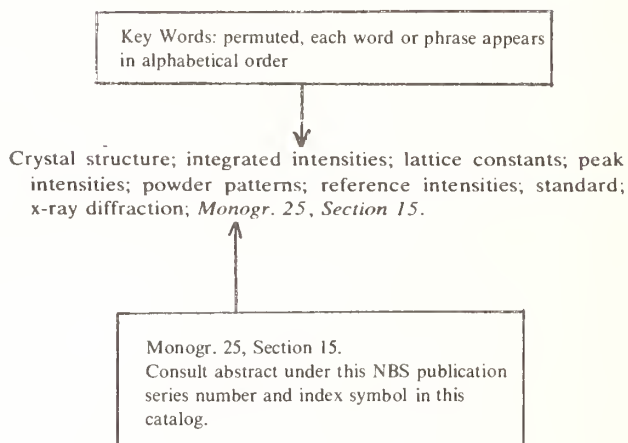 Key Words: permuted, each word or phrase appears
in alphabetical order
Crystal structure; integrated intensities; lattice constants; peak
intensities; powder patterns; reference intensities; standard;
x-ray diffraction; Monogr. 25, Section 15.
Monogr. 25, Section 15.
Consult abstract under this NBS publication
series number and index symbol in this
catalog.